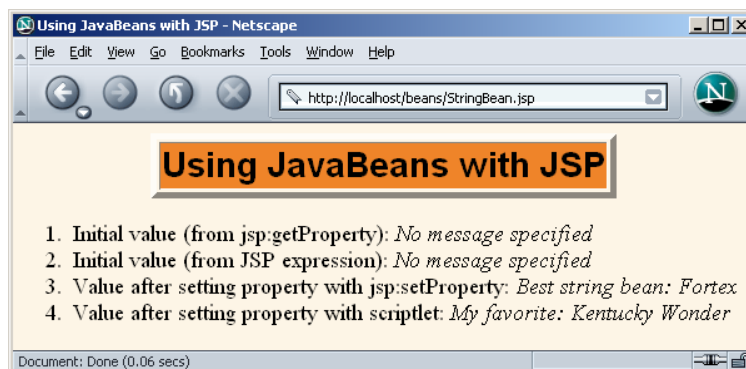 Using JavaBeans with JSP - Netscape
File Edit View Go Bookmarks Tools Window Help
http://localhost/beans/StringBean.jsp
N
Using JavaBeans with JSP
1. Initial value (from jsp:getProperty): No message specified
2. Initial value (from JSP expression): No message specified
3. Value after setting property with jsp:setProperty: Best string bean: Fortex
4. Value after setting property with scriptlet: My favorite: Kentucky Wonder
Document: Done (0.06 secs)